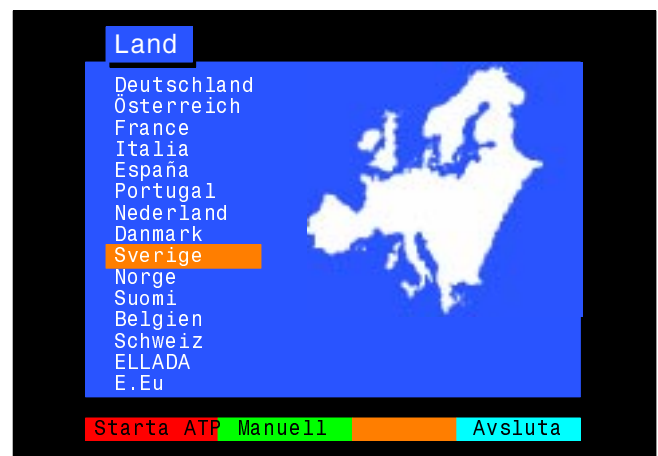 Land
Deutschland
Österreich
France
Italia
España
Portugal
Nederland
Danmark
Sverige
Norge
Suomi
Belgien
Schweiz
ELLADA
E.Eu
Starta ATP Manuell Avsluta